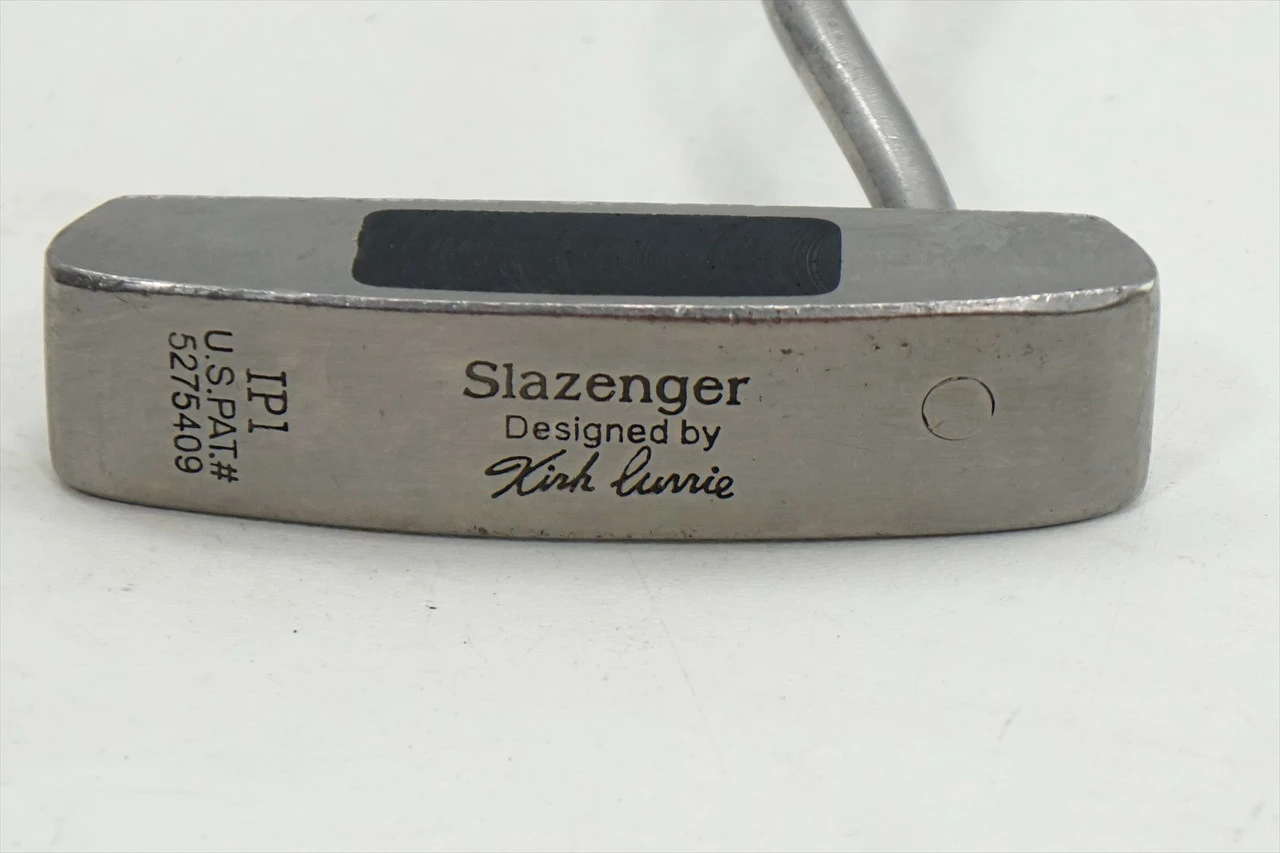 IP1
U.S.PAT.#
5275409
Slazenger
Designed by
Kirk Currie